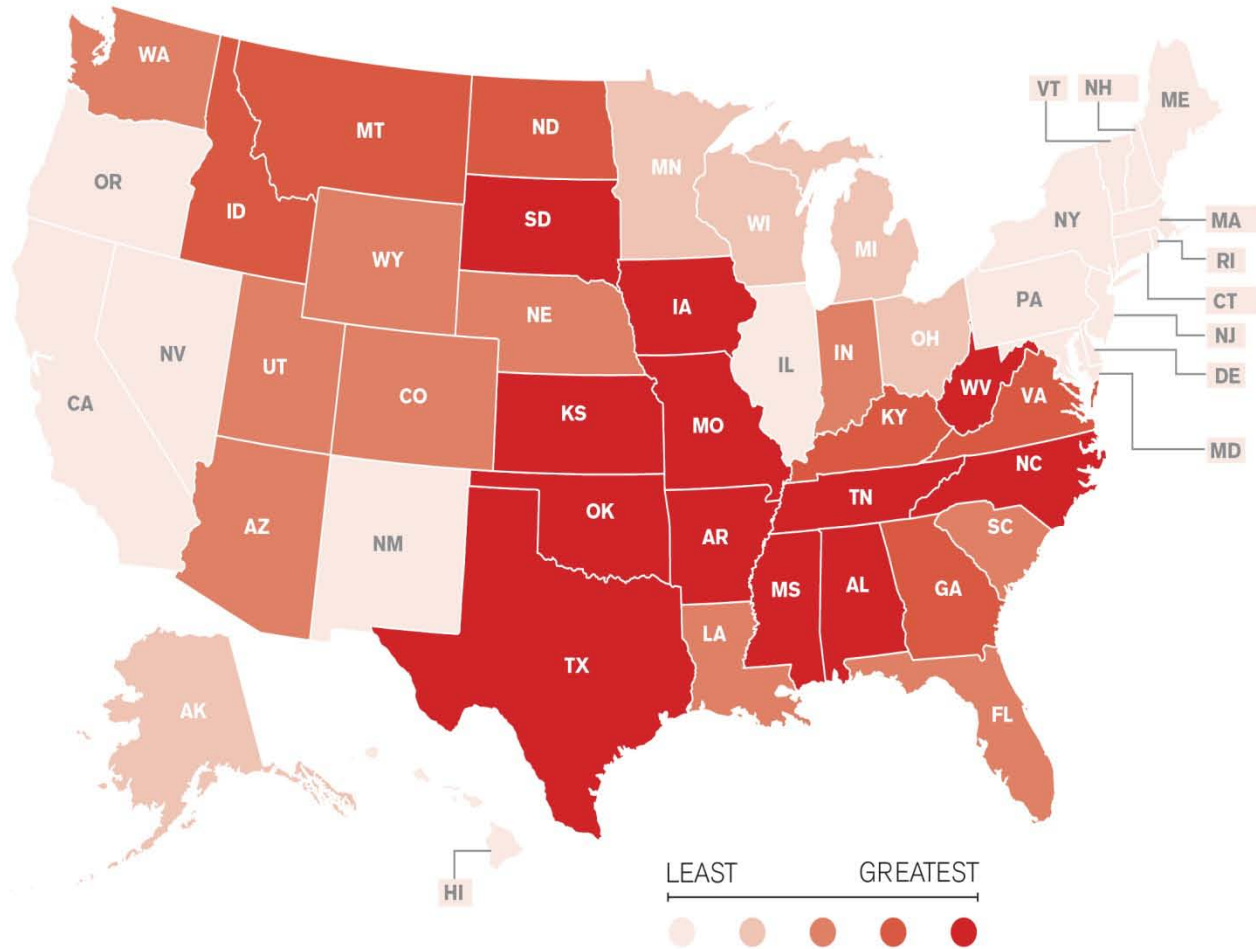 WA
VT NH
ME
MT
ND
MN
OR
ID
SD
WI
MI
NY
MA
WY
RI
PA
CT
NE
IA
NJ
NV
UT
CO
IL
IN
OH
DE
CA
KS
MO
WV
VA
KY
MD
NC
AZ
NM
OK
TN
AR
SC
MS
AL
GA
LA
TX
AK
FL
HI
LEAST GREATEST